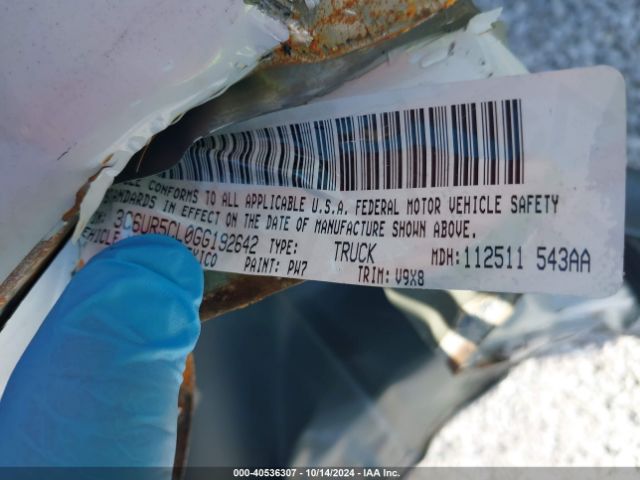 CONFORMS TO ALL APPLICABLE U.S.A. FEDERAL MOTOR VEHICLE SAFETY
STANDARDS IN EFFECT ON THE DATE OF MANUFACTURE SHOWN ABOVE.
3C6UR5CL0GG192642 TYPE: TRUCK MDH: 112511 543AA
VEHICLE PAINT: PW7 TRIM: V9X8
000-40536307 - 10/14/2024 - IAA Inc.